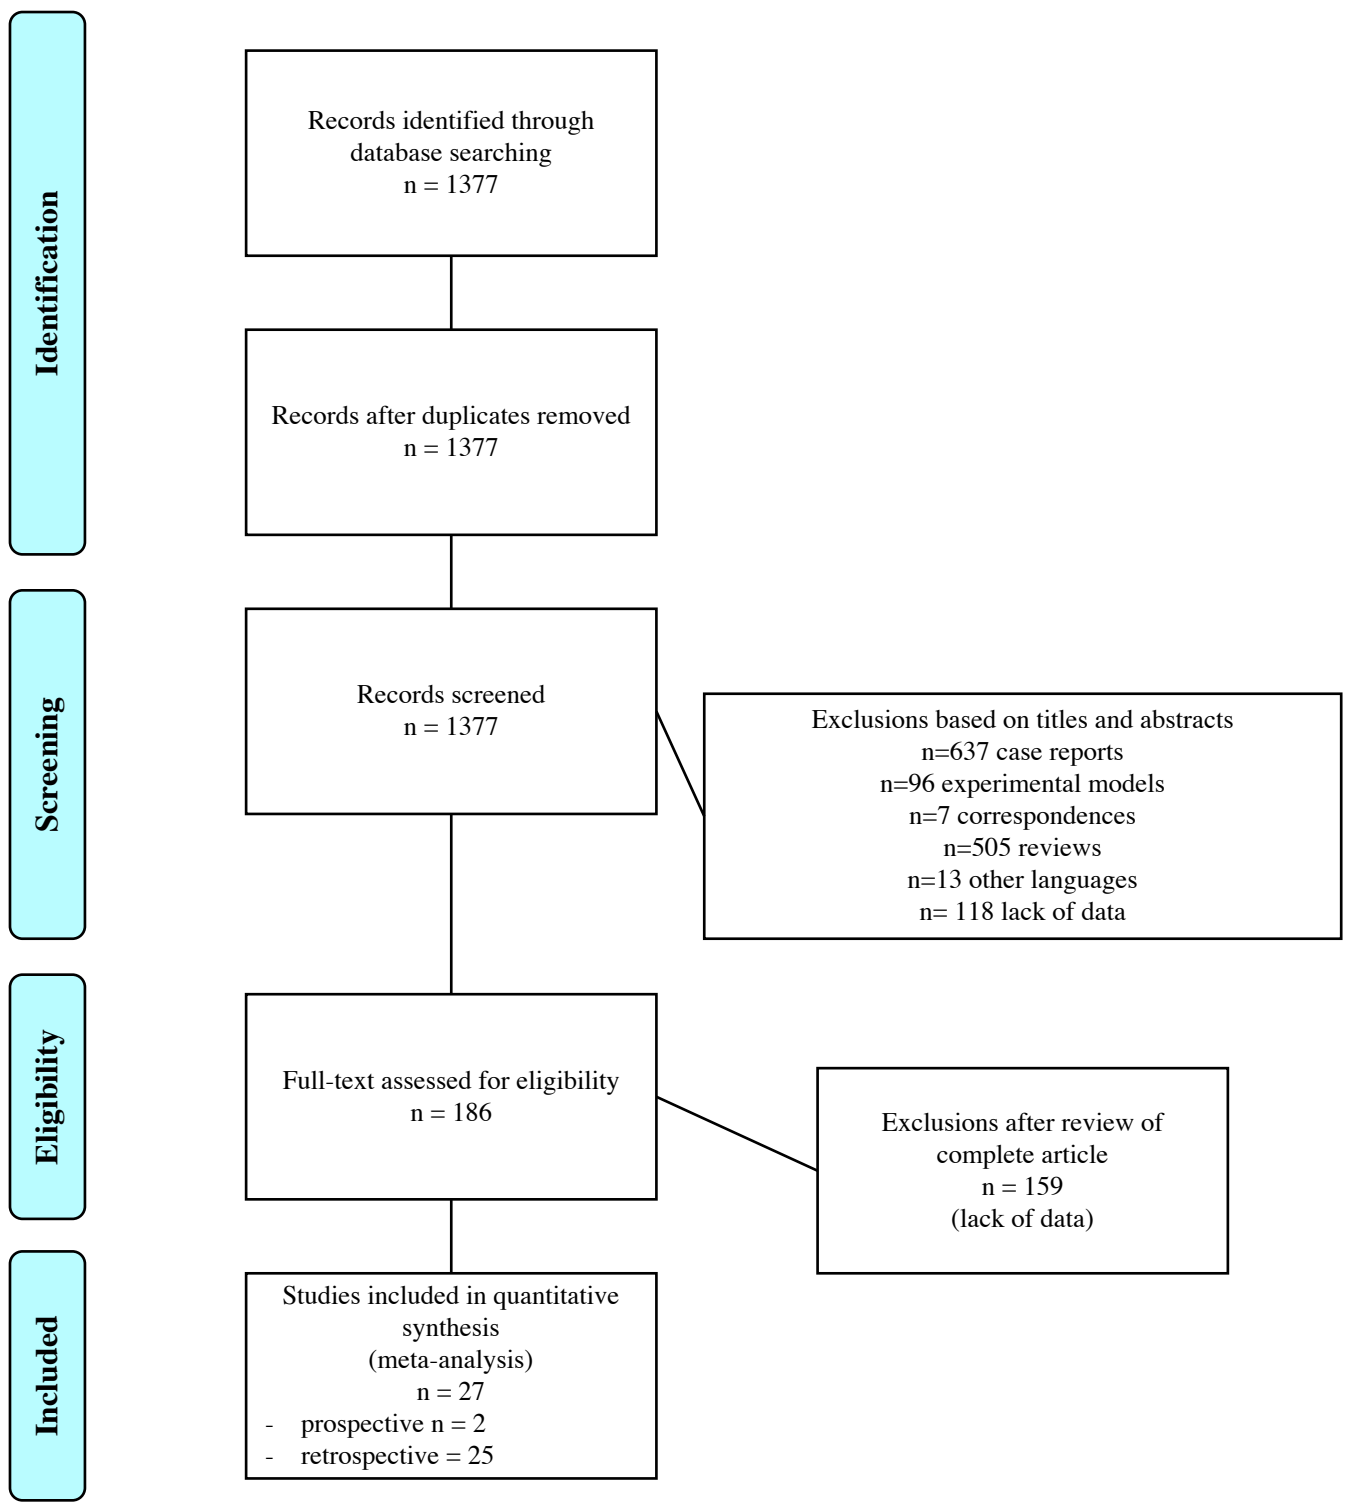 Identification
Records identified through
database searching
n = 1377
Records after duplicates removed
n = 1377
Screening
Records screened
n = 1377
Exclusions based on titles and abstracts
n=637 case reports
n=96 experimental models
n=7 correspondences
n=505 reviews
n=13 other languages
n= 118 lack of data
Eligibility
Full-text assessed for eligibility
n = 186
Exclusions after review of
complete article
n = 159
(lack of data)
Included
Studies included in quantitative
synthesis
(meta-analysis)
n = 27
- prospective n = 2
- retrospective = 25